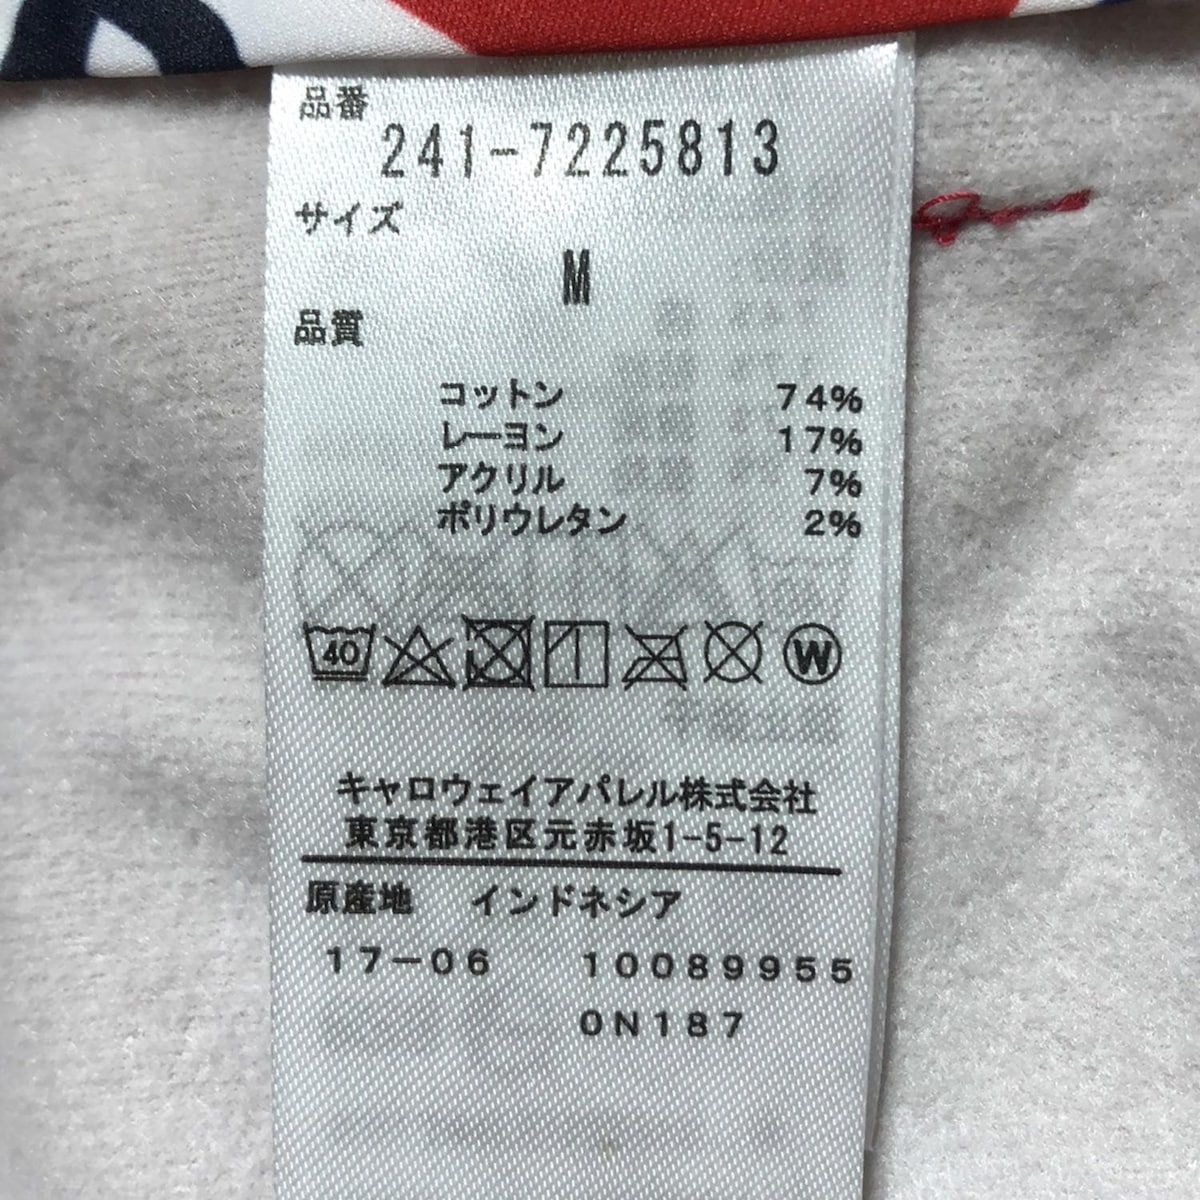 品番
241-7225813
サイズ
M
品質
コットン 74%
レーヨン 17%
アクリル 7%
ポリウレタン 2%
40 W
キャロウェイアパレル株式会社
東京都港区元赤坂1-5-12
原産地 インドネシア
17-06 10089955
0N187